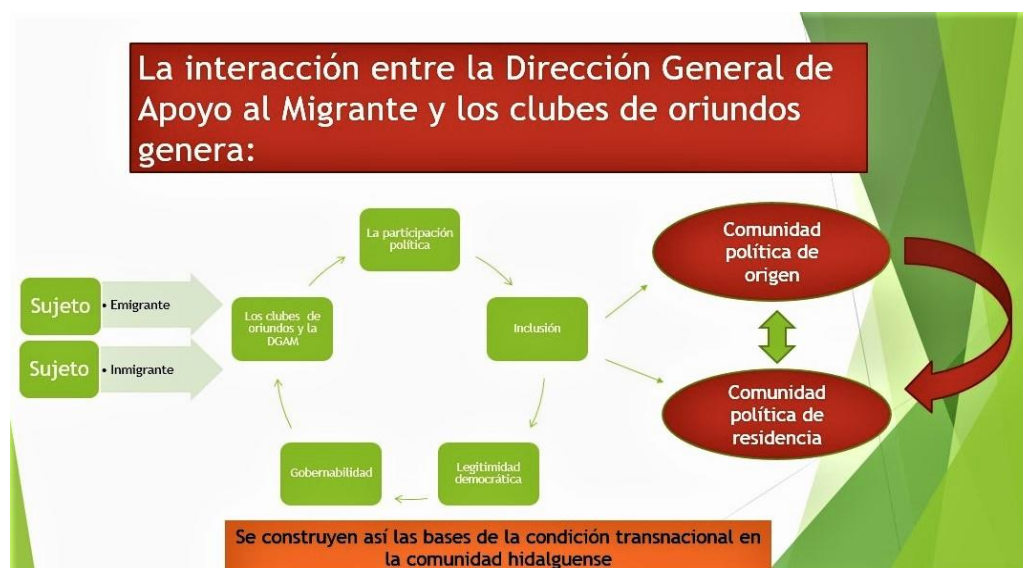 La interacción entre la Dirección General de
Apoyo al Migrante y los clubes de oriundos
genera:
La participación
política
Comunidad
política de
origen
Sujeto
• Emigrante
Los clubes de
oriundos y la
DGAM
Inclusión
Sujeto
• Inmigrante
Comunidad
política de
residencia
Gobernabilidad
Legitimidad
democrática
Se construyen así las bases de la condición transnacional en
la comunidad hidalguense